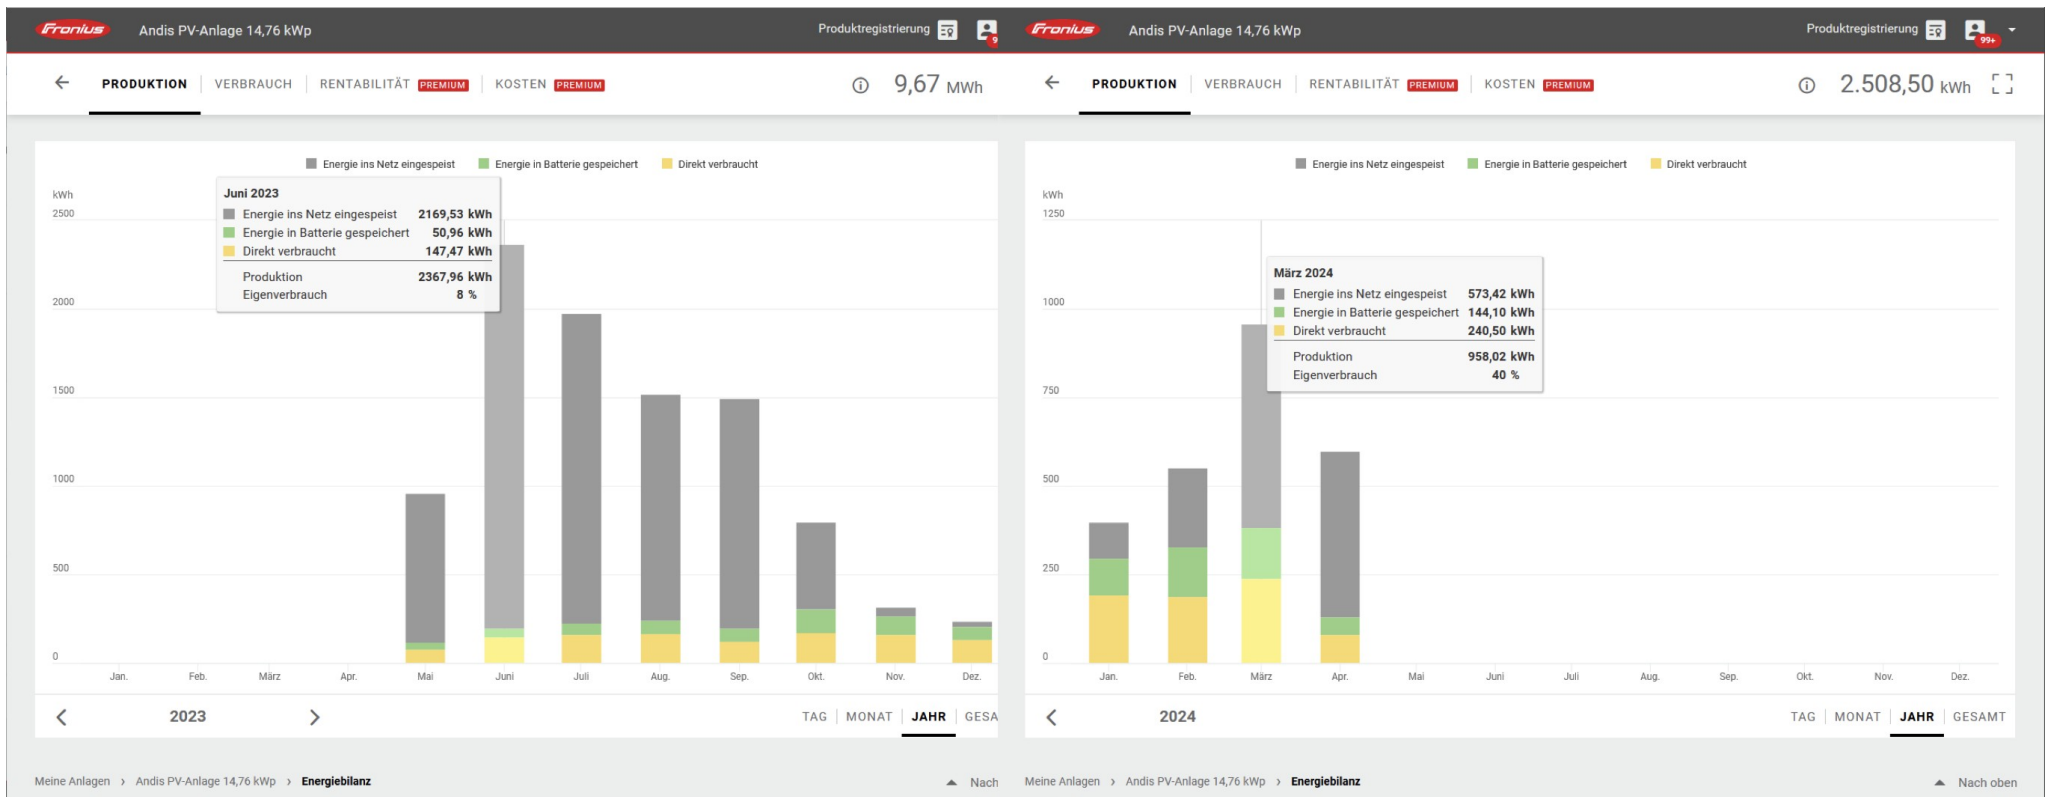 Fronius
Andis PV-Anlage 14,76 kWp
Produktregistrierung
9
PRODUKTION
VERBRAUCH
RENTABILITÄT PREMIUM
KOSTEN PREMIUM
9,67 MWh
Energie ins Netz eingespeist
Energie in Batterie gespeichert
Direkt verbraucht
kWh
2500
2000
1500
1000
500
0
Juni 2023
Energie ins Netz eingespeist 2169,53 kWh
Energie in Batterie gespeichert 50,96 kWh
Direkt verbraucht 147,47 kWh
Produktion 2367,96 kWh
Eigenverbrauch 8 %
Jan. Feb. März Apr. Mai Juni Juli Aug. Sep. Okt. Nov. Dez.
2023
TAG MONAT JAHR GESA
Meine Anlagen › Andis PV-Anlage 14,76 kWp › Energiebilanz
Nach
Fronius
Andis PV-Anlage 14,76 kWp
Produktregistrierung
99+
PRODUKTION
VERBRAUCH
RENTABILITÄT PREMIUM
KOSTEN PREMIUM
2.508,50 kWh
Energie ins Netz eingespeist
Energie in Batterie gespeichert
Direkt verbraucht
kWh
1250
1000
750
500
250
0
März 2024
Energie ins Netz eingespeist 573,42 kWh
Energie in Batterie gespeichert 144,10 kWh
Direkt verbraucht 240,50 kWh
Produktion 958,02 kWh
Eigenverbrauch 40 %
Jan. Feb. März Apr. Mai Juni Juli Aug. Sep. Okt. Nov. Dez.
2024
TAG MONAT JAHR GESAMT
Meine Anlagen › Andis PV-Anlage 14,76 kWp › Energiebilanz
Nach oben